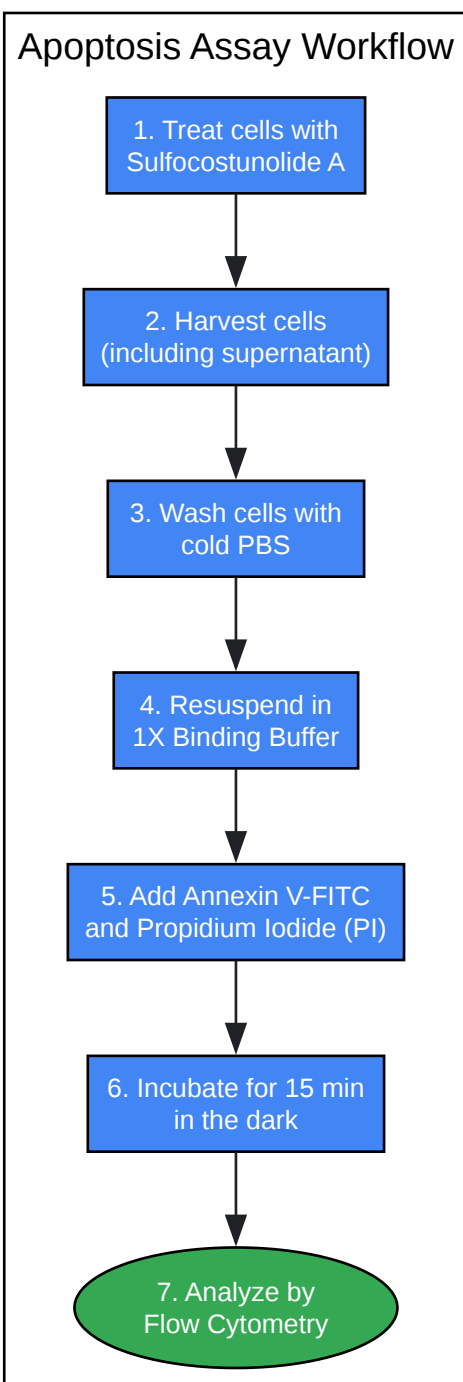 Apoptosis Assay Workflow
1. Treat cells with
Sulfocostunolide A
2. Harvest cells
(including supernatant)
3. Wash cells with
cold PBS
4. Resuspend in
1X Binding Buffer
5. Add Annexin V-FITC
and Propidium Iodide (PI)
6. Incubate for 15 min
in the dark
7. Analyze by
Flow Cytometry